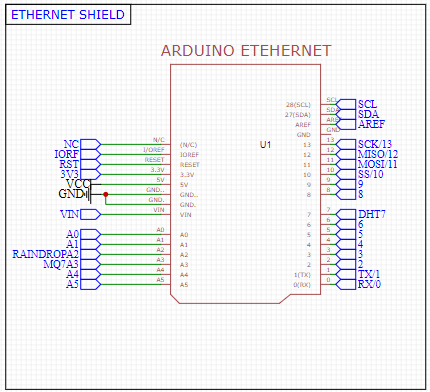 ETHERNET SHIELD
ARDUINO ETEHERNET
U1
NC N/C (N/C)
IORF I/OREF IOREF
RST RESET RESET
3V3 3.3V 3.3V
VCC 5V 5V
GND GND.. GND..
GND. GND.
VIN VIN VIN
A0 A0 A0
A1 A1 A1
RAINDROPA2 A2 A2
MQ7A3 A3 A3
A4 A4 A4
A5 A5 A5
28(SCL) SCL SCL
27(SDA) SDA SDA
AREF ARE AREF
GND GND
13 13 SCK/13
12 12 MISO/12
11 11 MOSI/11
10 10 SS/10
9 9 9
8 8 8
7 7 DHT7
6 6 6
5 5 5
4 4 4
3 3 3
2 2 2
1(TX) 1 TX/1
0(RX) 0 RX/0